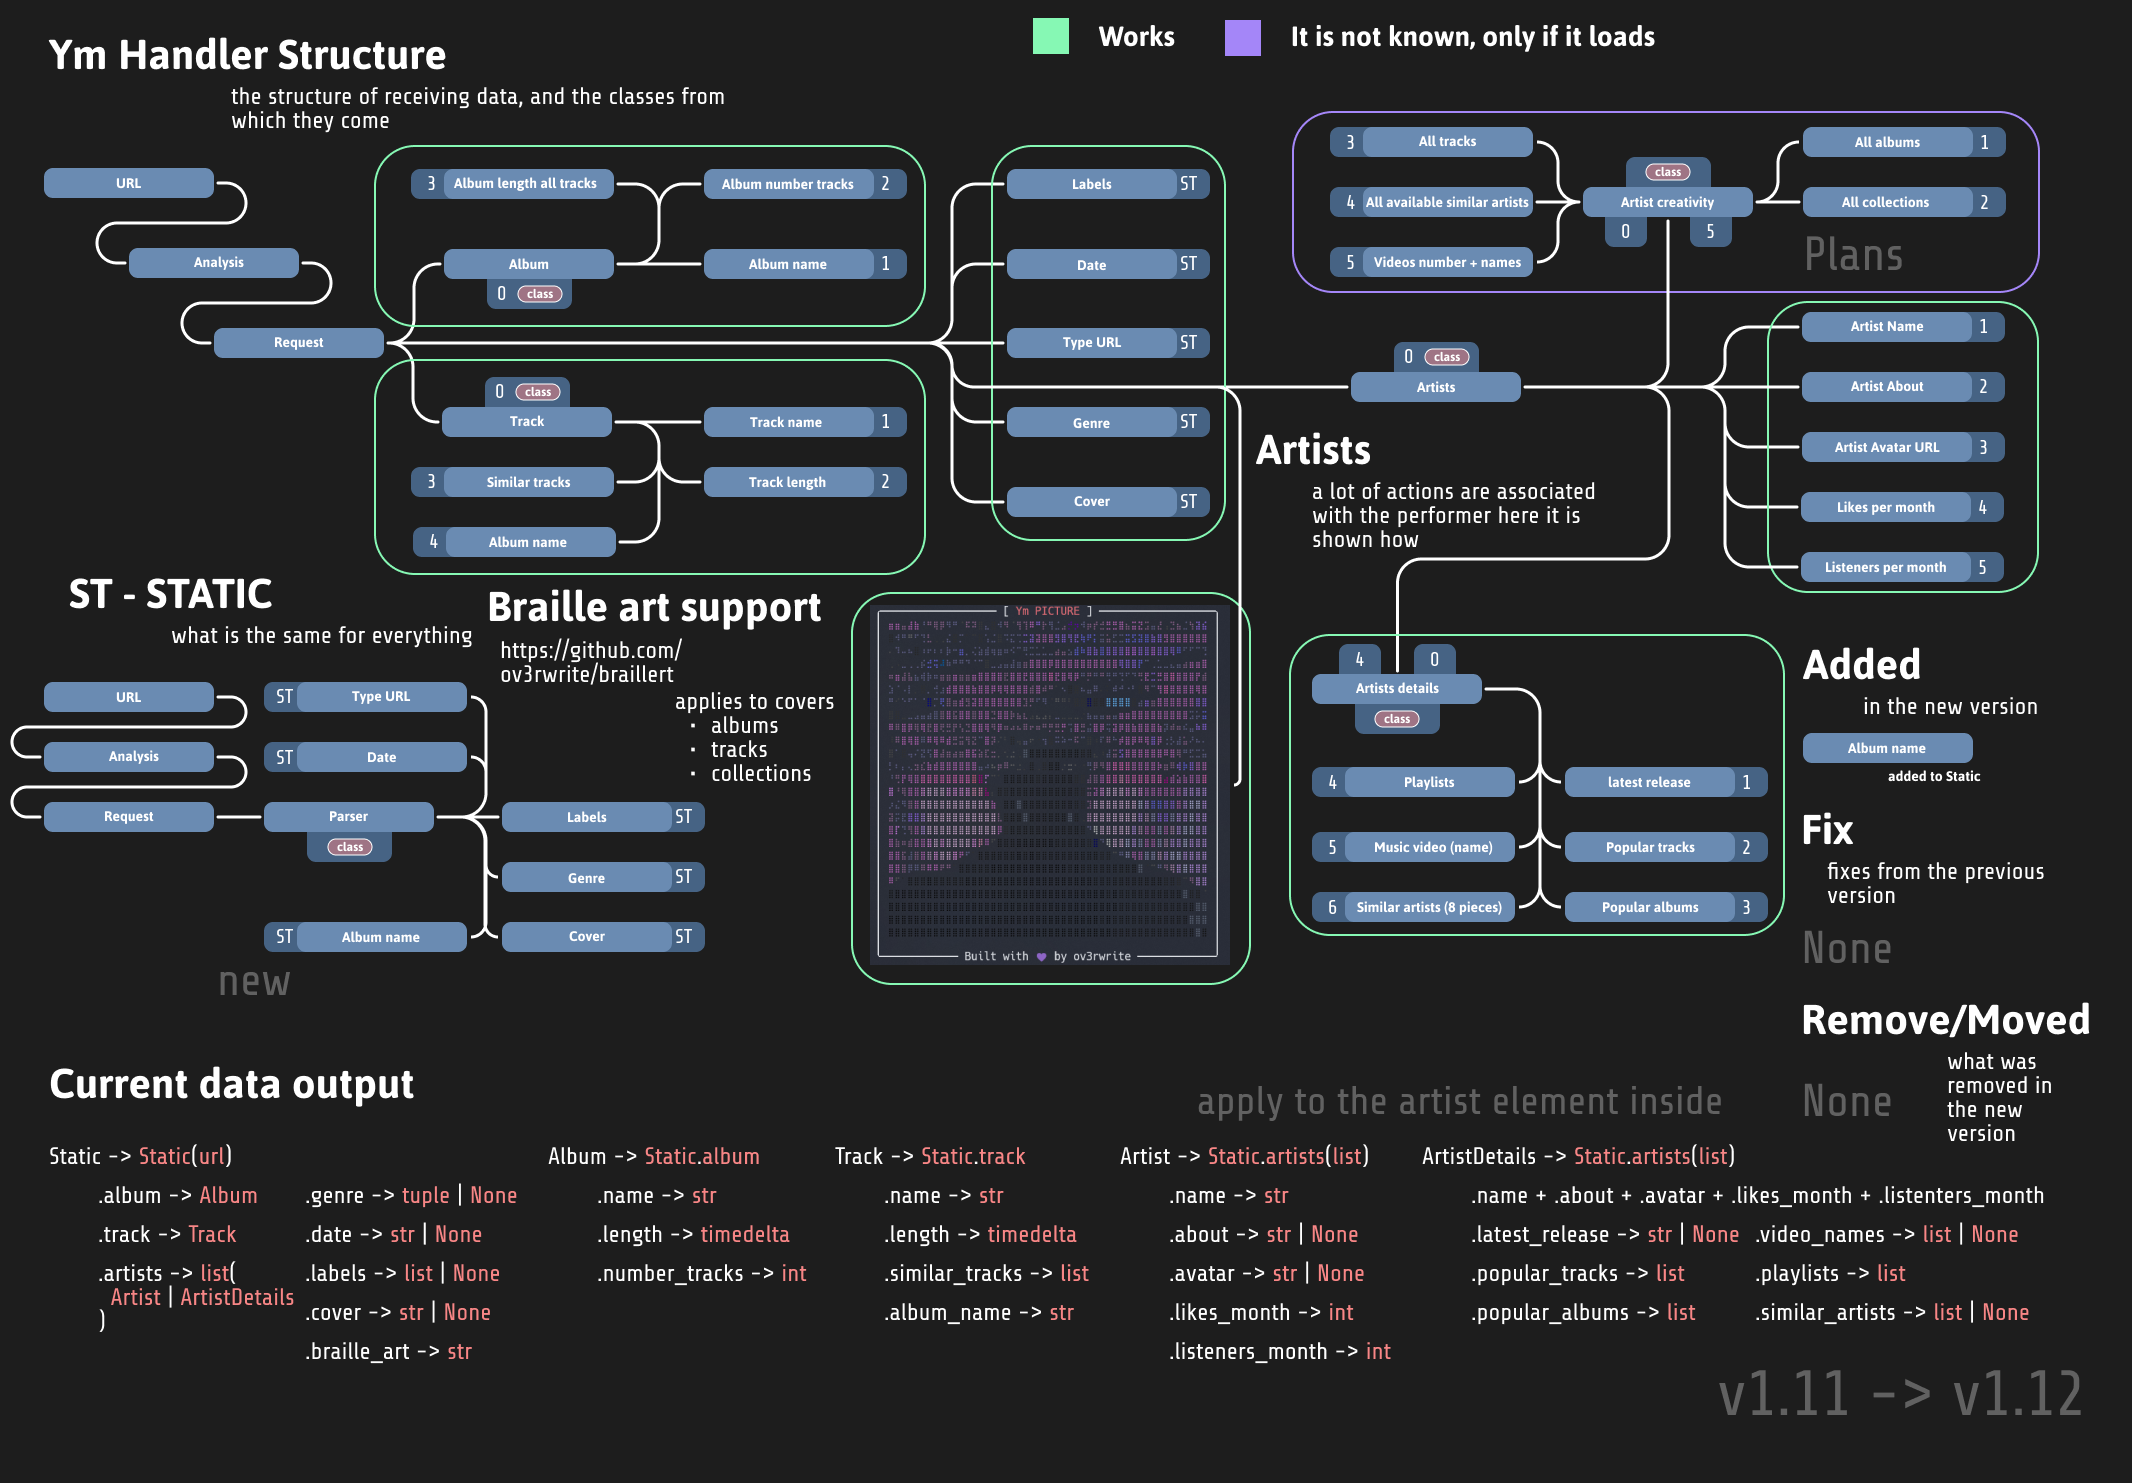 Works
It is not known, only if it loads
Ym Handler Structure
the structure of receiving data, and the classes from
which they come
URL
Analysis
Request
3 Album length all tracks
Album number tracks 2
Album
0 class
Album name 1
0 class
Track
Track name 1
3 Similar tracks
Track length 2
4 Album name
Labels ST
Date ST
Type URL ST
Genre ST
Cover ST
3 All tracks
4 All available similar artists
5 Videos number + names
class
Artist creativity
0 5
All albums 1
All collections 2
Plans
0 class
Artists
Artist Name 1
Artist About 2
Artist Avatar URL 3
Likes per month 4
Listeners per month 5
Artists
a lot of actions are associated
with the performer here it is
shown how
ST - STATIC
what is the same for everything
URL
Analysis
Request
ST Type URL
ST Date
Parser
class
ST Album name
Labels ST
Genre ST
Cover ST
new
Braille art support
https://github.com/
ov3rwrite/braillert
applies to covers
· albums
· tracks
· collections
[ Ym PICTURE ]
Built with 💜 by ov3rwrite
4 0
Artists details
class
4 Playlists
latest release 1
5 Music video (name)
Popular tracks 2
6 Similar artists (8 pieces)
Popular albums 3
Added
in the new version
Album name
added to Static
Fix
fixes from the previous
version
None
Remove/Moved
what was
removed in
the new
version
None
Current data output
apply to the artist element inside
Static -> Static(url)
.album -> Album
.track -> Track
.artists -> list(
Artist | ArtistDetails
)
.genre -> tuple | None
.date -> str | None
.labels -> list | None
.cover -> str | None
.braille_art -> str
Album -> Static.album
.name -> str
.length -> timedelta
.number_tracks -> int
Track -> Static.track
.name -> str
.length -> timedelta
.similar_tracks -> list
.album_name -> str
Artist -> Static.artists(list)
.name -> str
.about -> str | None
.avatar -> str | None
.likes_month -> int
.listeners_month -> int
ArtistDetails -> Static.artists(list)
.name + .about + .avatar + .likes_month + .listenters_month
.latest_release -> str | None
.video_names -> list | None
.popular_tracks -> list
.playlists -> list
.popular_albums -> list
.similar_artists -> list | None
v1.11 -> v1.12